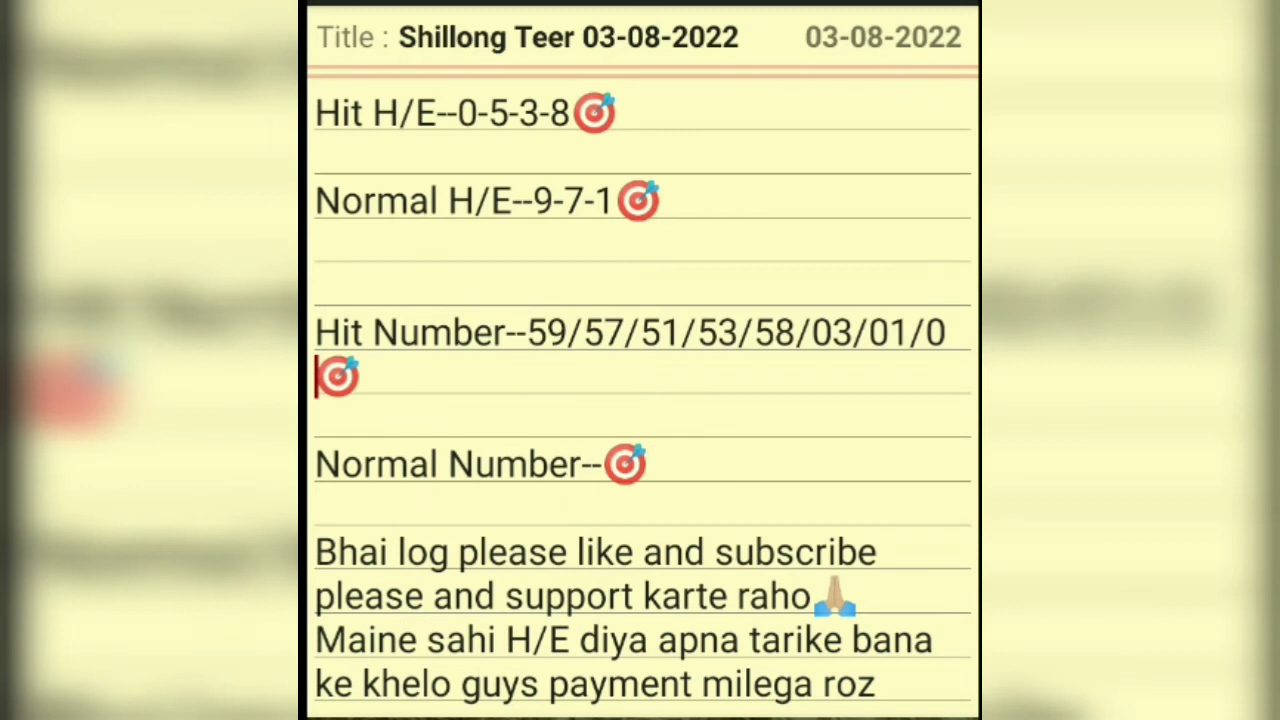 Title : Shillong Teer 03-08-2022 03-08-2022
Hit H/E--0-5-3-8🎯
Normal H/E--9-7-1🎯
Hit Number--59/57/51/53/58/03/01/0
🎯
Normal Number--🎯
Bhai log please like and subscribe
please and support karte raho🙏🏼
Maine sahi H/E diya apna tarike bana
ke khelo guys payment milega roz